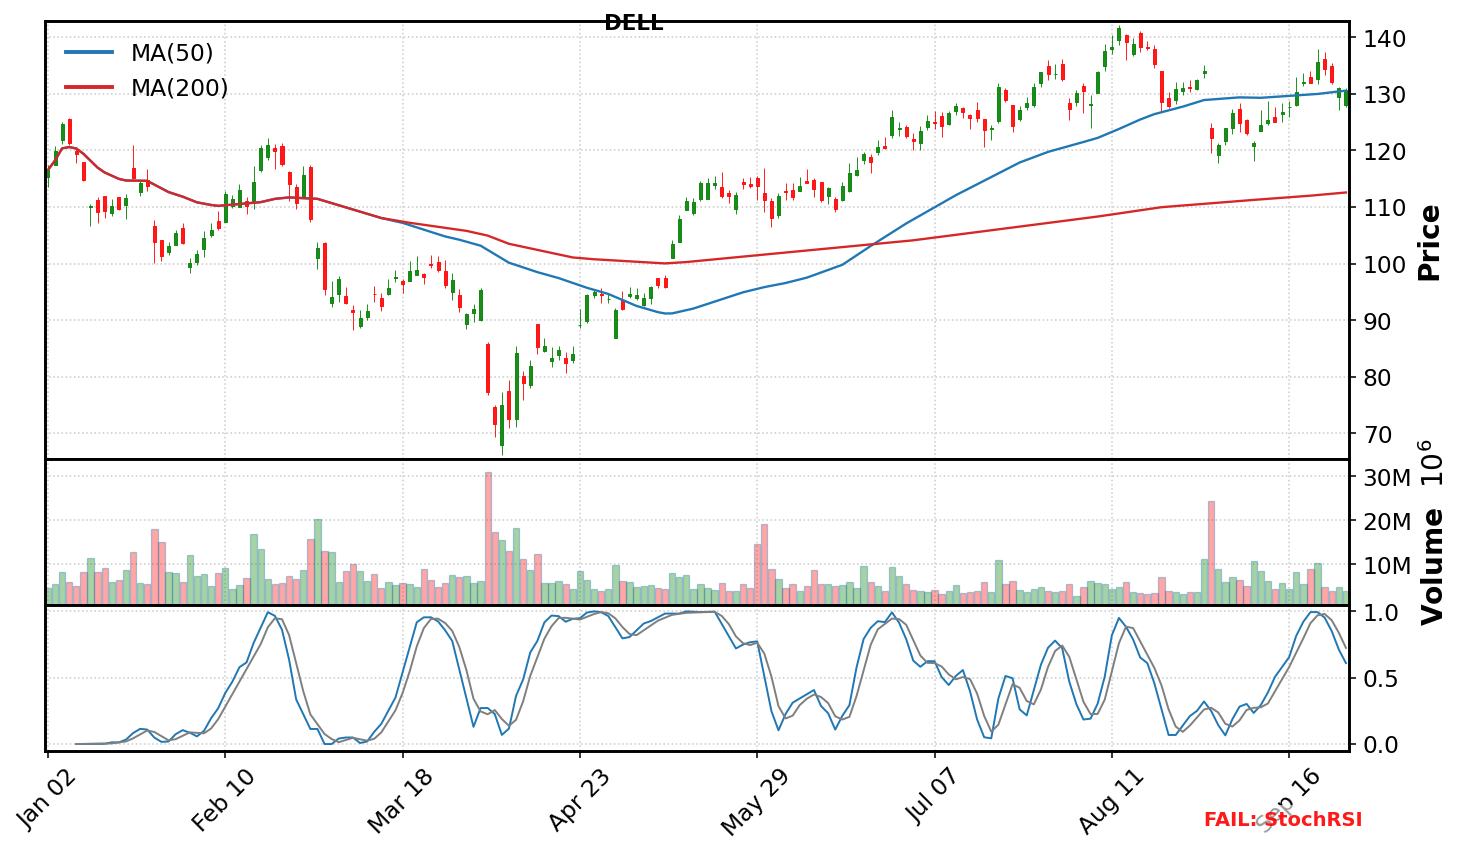 DELL
MA(50)
MA(200)
140
130
120
110
100
90
80
70
Price
30M
20M
10M
Volume 10^6
1.0
0.5
0.0
Jan 02
Feb 10
Mar 18
Apr 23
May 29
Jul 07
Aug 11
Sep 16
FAIL: StochRSI